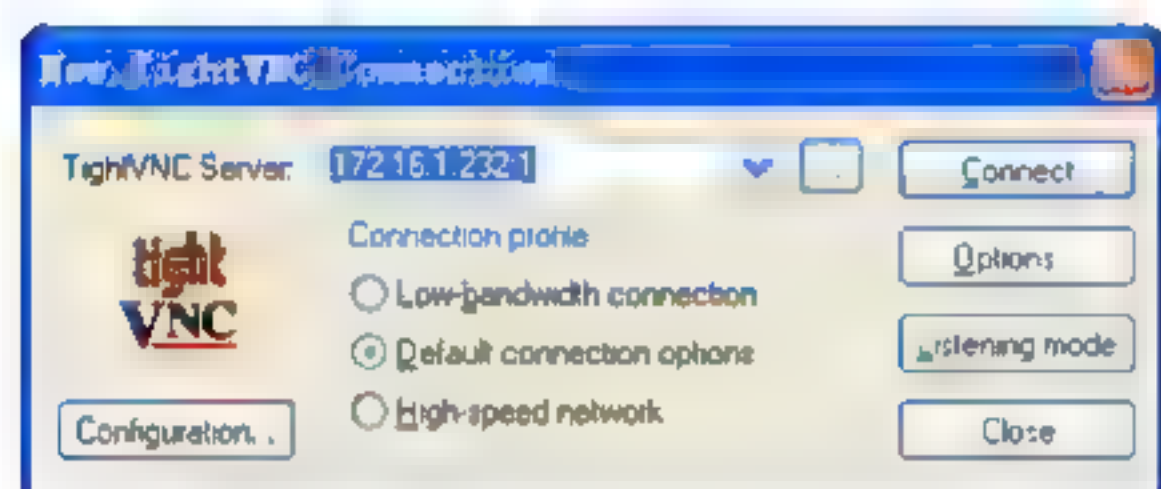 New TightVNC Connection
TightVNC Server: 172.16.1.232:1
Connect
tight
VNC
Connection profile
Low-bandwidth connection
Default connection options
High-speed network
Options
Listening mode
Configuration...
Close